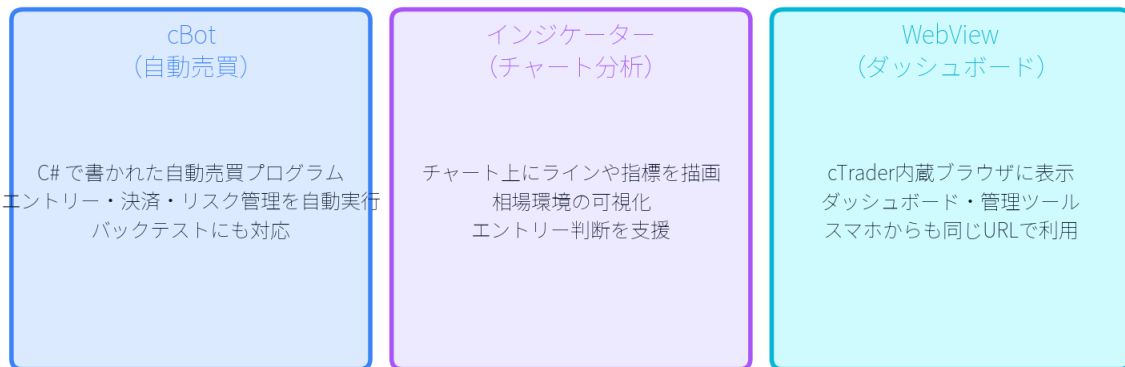 cBot
（自動売買）
C# で書かれた自動売買プログラム
エントリー・決済・リスク管理を自動実行
バックテストにも対応
インジケーター
（チャート分析）
チャート上にラインや指標を描画
相場環境の可視化
エントリー判断を支援
WebView
（ダッシュボード）
cTrader内蔵ブラウザに表示
ダッシュボード・管理ツール
スマホからも同じURLで利用